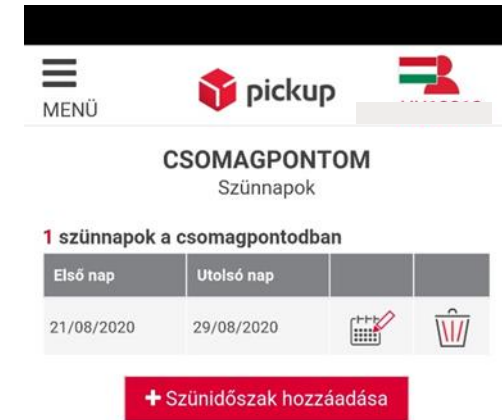 MENÜ
pickup
CSOMAGPONTOM
Szünnapok
1 szünnapok a csomagpontodban
Első nap Utolsó nap
21/08/2020 29/08/2020
+ Szünidőszak hozzáadása